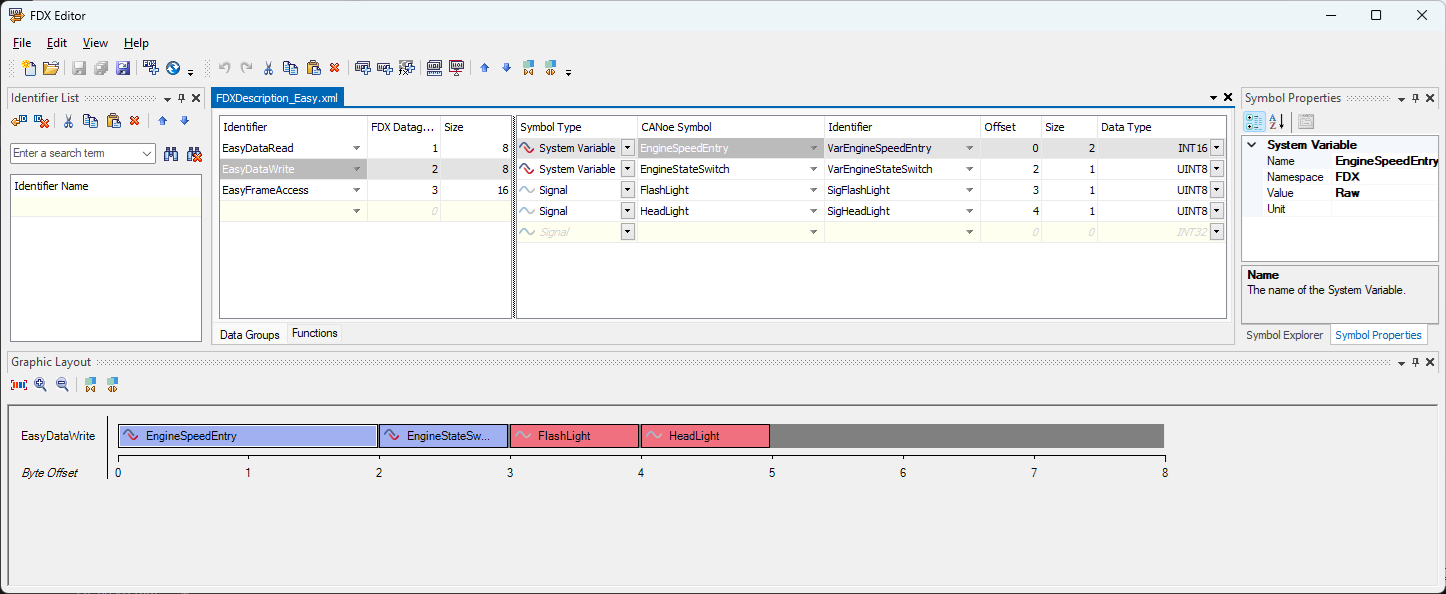 FDX Editor
File Edit View Help
Identifier List
Enter a search term
Identifier Name
FDXDescription_Easy.xml
Identifier FDX Datag... Size
EasyDataRead 1 8
EasyDataWrite 2 8
EasyFrameAccess 3 16
0
Symbol Type CANoe Symbol Identifier Offset Size Data Type
System Variable EngineSpeedEntry VarEngineSpeedEntry 0 2 INT16
System Variable EngineStateSwitch VarEngineStateSwitch 2 1 UINT8
Signal FlashLight SigFlashLight 3 1 UINT8
Signal HeadLight SigHeadLight 4 1 UINT8
Signal 0 0 INT32
Data Groups Functions
Symbol Properties
System Variable
Name EngineSpeedEntry
Namespace FDX
Value Raw
Unit
Name
The name of the System Variable.
Symbol Explorer Symbol Properties
Graphic Layout
EasyDataWrite EngineSpeedEntry EngineStateSw... FlashLight HeadLight
Byte Offset 0 1 2 3 4 5 6 7 8